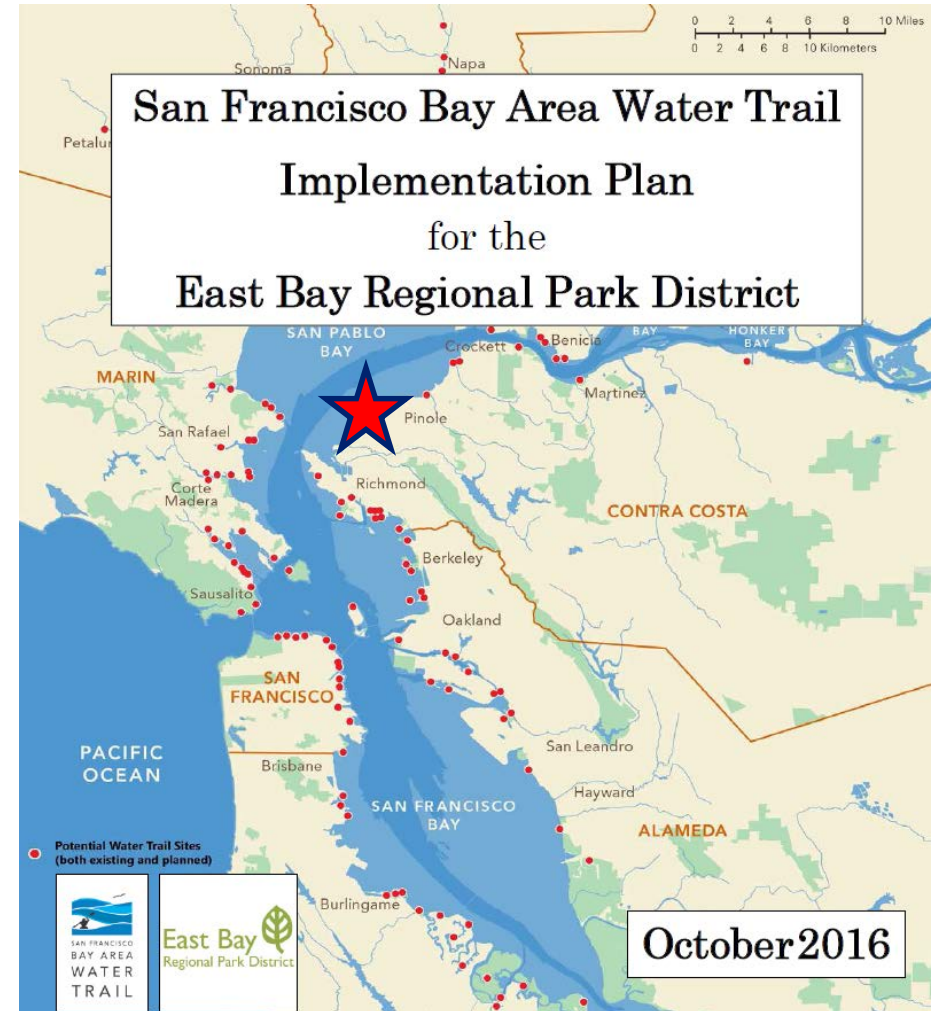 0 2 4 6 8 10 Miles
0 2 4 6 8 10 Kilometers
Sonoma
Napa
San Francisco Bay Area Water Trail
Implementation Plan
for the
East Bay Regional Park District
SAN PABLO
BAY
Crockett
Benicia
BAY
HONKER
BAY
MARIN
Martinez
Pinole
San Rafael
Richmond
Corte
Madera
CONTRA COSTA
Berkeley
Sausalito
Oakland
SAN
FRANCISCO
PACIFIC
OCEAN
Brisbane
San Leandro
Hayward
SAN FRANCISCO
BAY
ALAMEDA
Potential Water Trail Sites
(both existing and planned)
Burlingame
SAN FRANCISCO
BAY AREA
WATER
TRAIL
East Bay
Regional Park District
October 2016